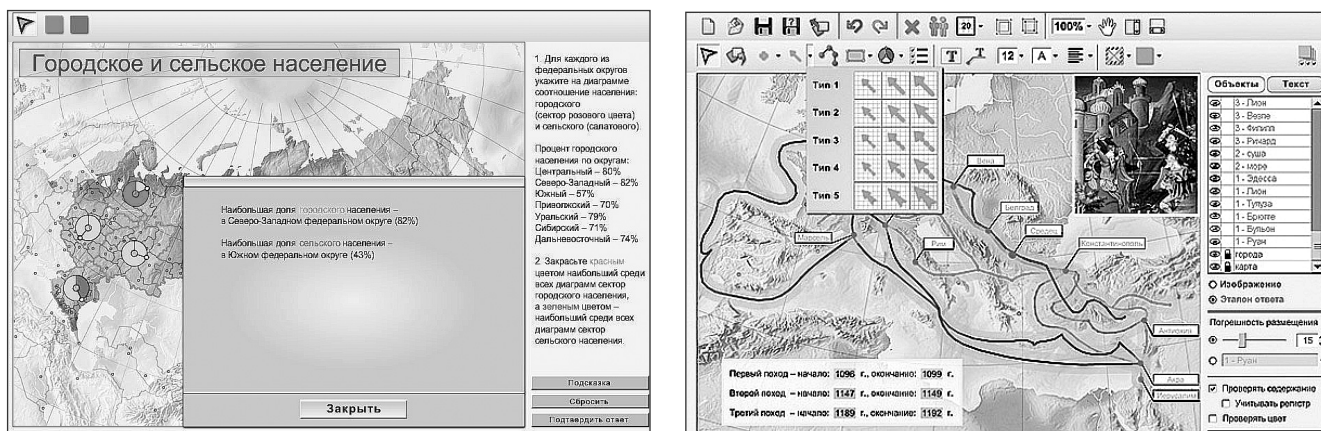 Городское и сельское население
1. Для каждого из
федеральных округов
укажите на диаграмме
соотношение населения:
городской
(сектор розового цвета)
и сельского (салатового).
Процент городского
населения по округам:
Центральный – 80%
Северо-Западный – 82%
Южный – 57%
Приволжский – 70%
Уральский – 79%
Сибирский – 71%
Дальневосточный – 74%
2. Закрасьте красным
цветом наибольший среди
всех диаграмм сектор
городского населения,
а зеленым цветом –
наибольший среди всех
диаграмм сектор
сельского населения.
Подсказка
Сбросить
Подтвердить ответ
Наибольшая доля городского населения –
в Северо-Западном федеральном округе (82%)
Наибольшая доля сельского населения –
в Южном федеральном округе (43%)
Закрыть
20
100%
T
12
A
Тип 1
Тип 2
Тип 3
Тип 4
Тип 5
Вена
Белград
Средец
Константинополь
Марсель
Рим
Антиохия
Акра
Иерусалим
Первый поход – начало: 1096 г., окончание: 1099 г.
Второй поход – начало: 1147 г., окончание: 1149 г.
Третий поход – начало: 1189 г., окончание: 1192 г.
Объекты
Текст
3 - Лион
3 - Везле
3 - Филипп
3 - Ричард
2 - суша
2 - море
1 - Эдесса
1 - Лион
1 - Тулуза
1 - Брюгге
1 - Бульон
1 - Руан
города
карта
Изображение
Эталон ответа
Погрешность размещения
15
1 - Руан
Проверять содержание
Учитывать регистр
Проверять цвет